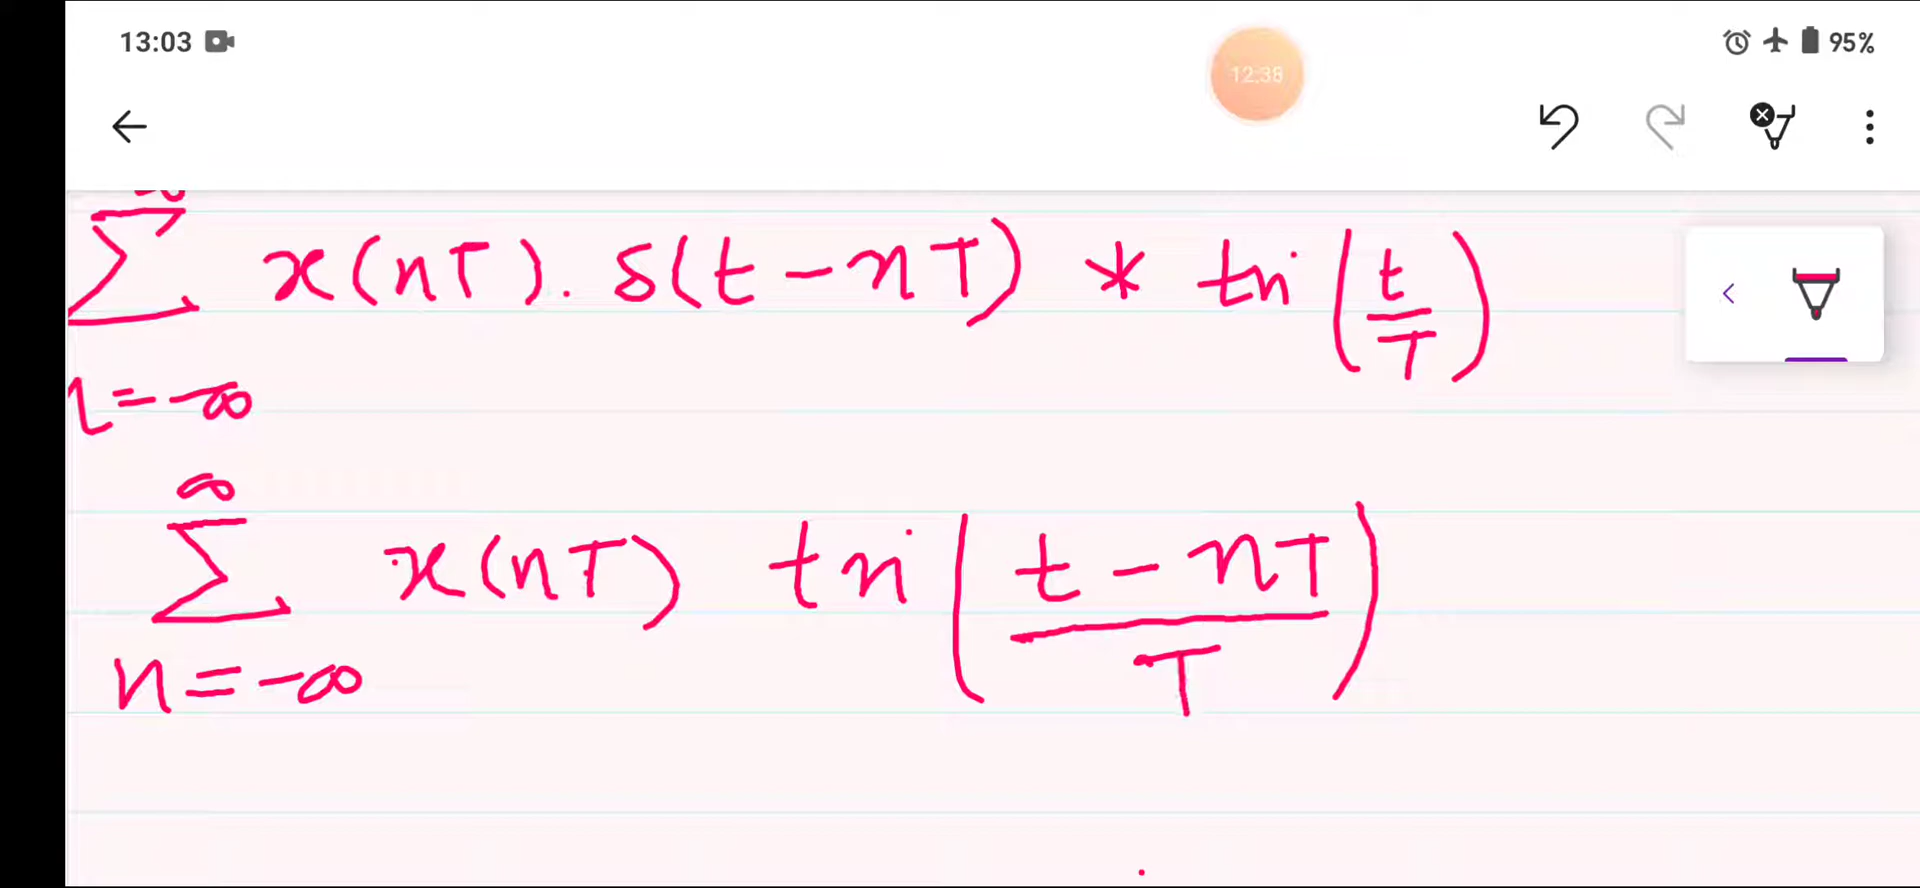 13:03 12:38 95%
∞
∑ x(nT). δ(t-nT) * tri(t/T)
n=-∞
∞
∑ x(nT) tri((t-nT)/T)
n=-∞